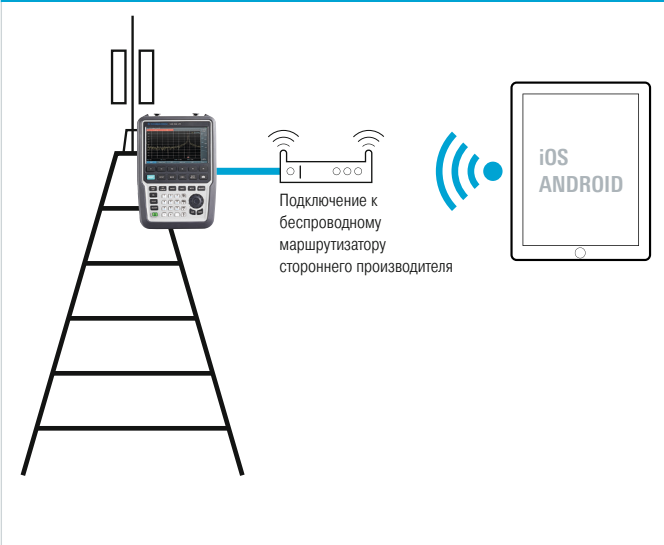 Подключение к
беспроводному
маршрутизатору
стороннего производителя
iOS
ANDROID